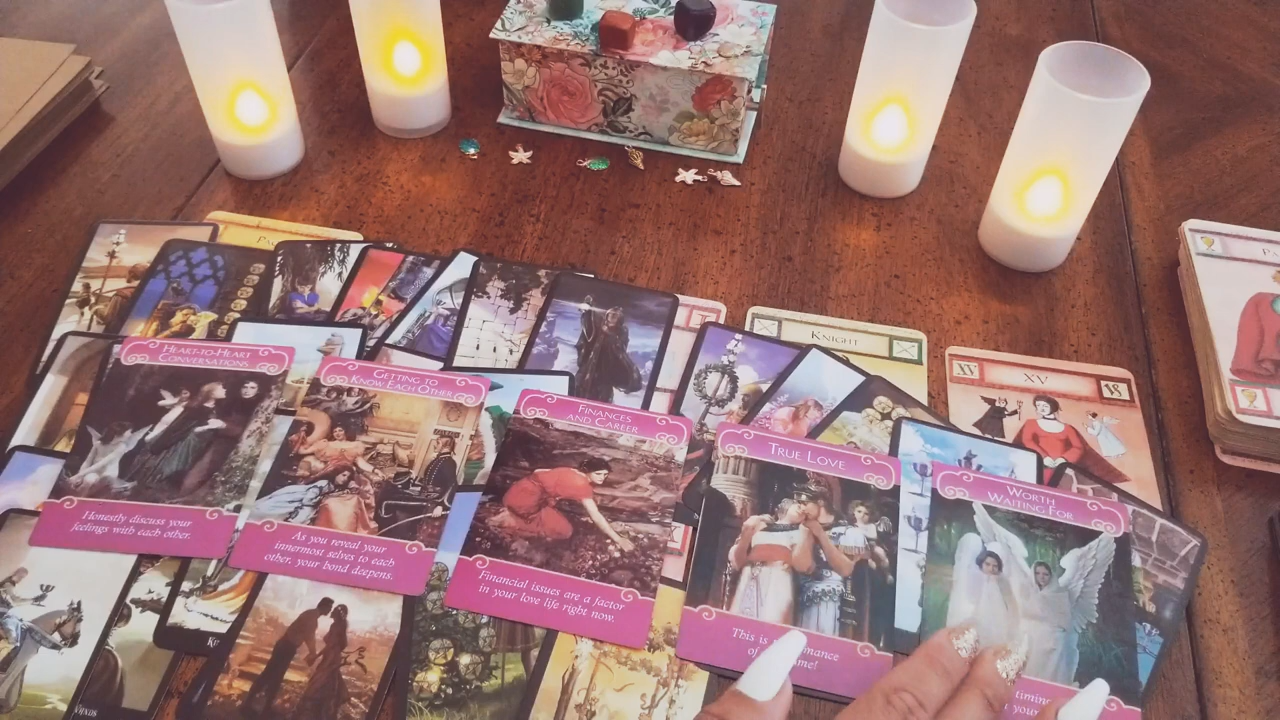 HEART-TO-HEART
CONVERSATIONS
Honestly discuss your
feelings with each other.
GETTING TO
KNOW EACH OTHER
As you reveal your
innermost selves to each
other, your bond deepens.
FINANCES
AND CAREER
Financial issues are a factor
in your love life right now.
TRUE LOVE
This is
of
WORTH
WAITING FOR
timing
KNIGHT
XV
XV